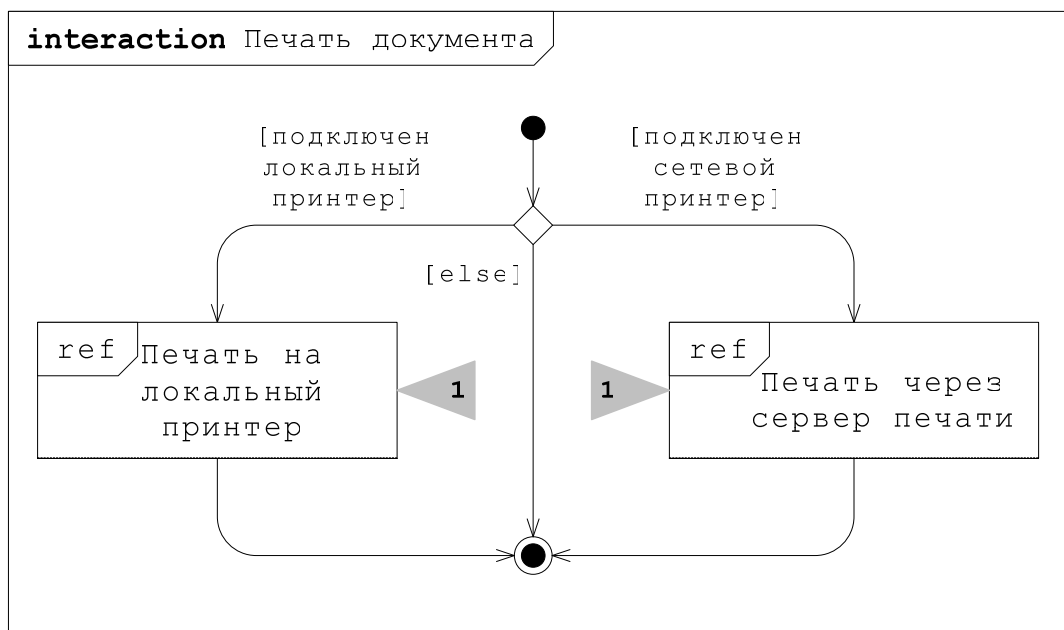 interaction Печать документа
[подключен
локальный
принтер]
[подключен
сетевой
принтер]
[else]
ref
Печать на
локальный
принтер
1
1
ref
Печать через
сервер печати